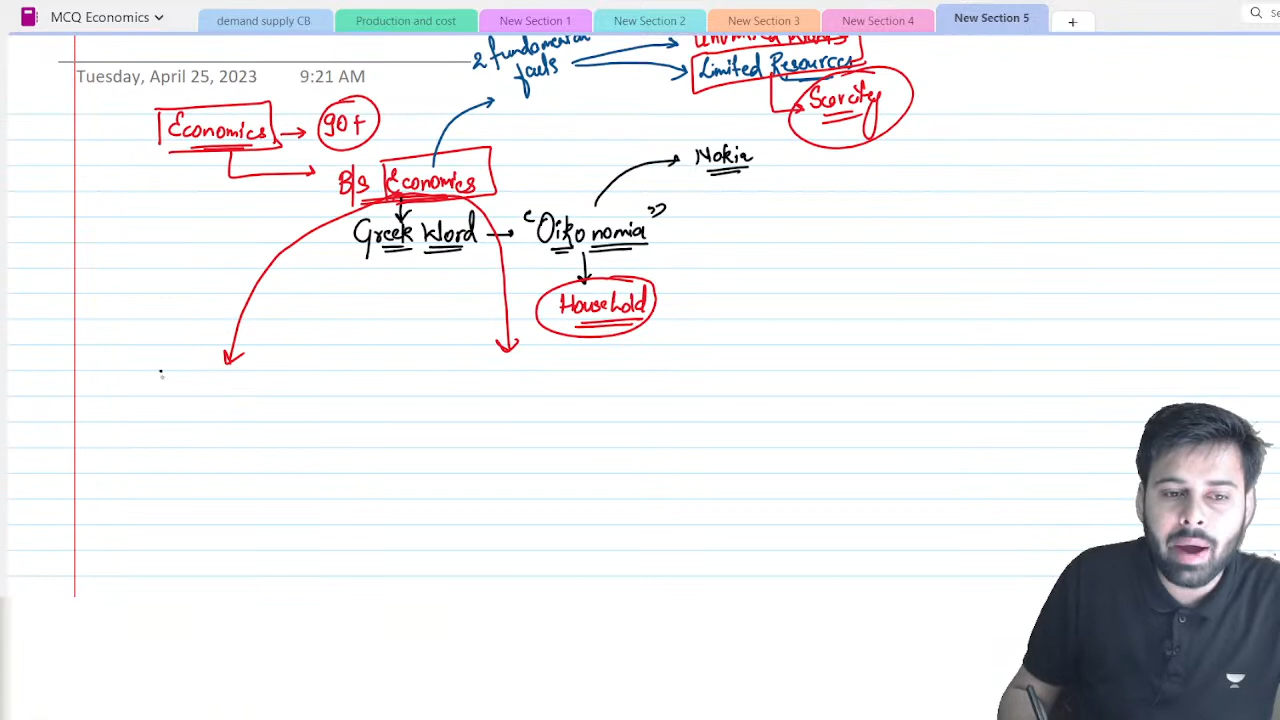 MCQ Economics
demand supply CB
Production and cost
New Section 1
New Section 2
New Section 3
New Section 4
New Section 5
+
Tuesday, April 25, 2023 9:21 AM
2 fundamental
Limited Resources
Scarcity
Economics → 90+
B/S Economics
Nokia
Greek Word → "Oikonomia"
Household